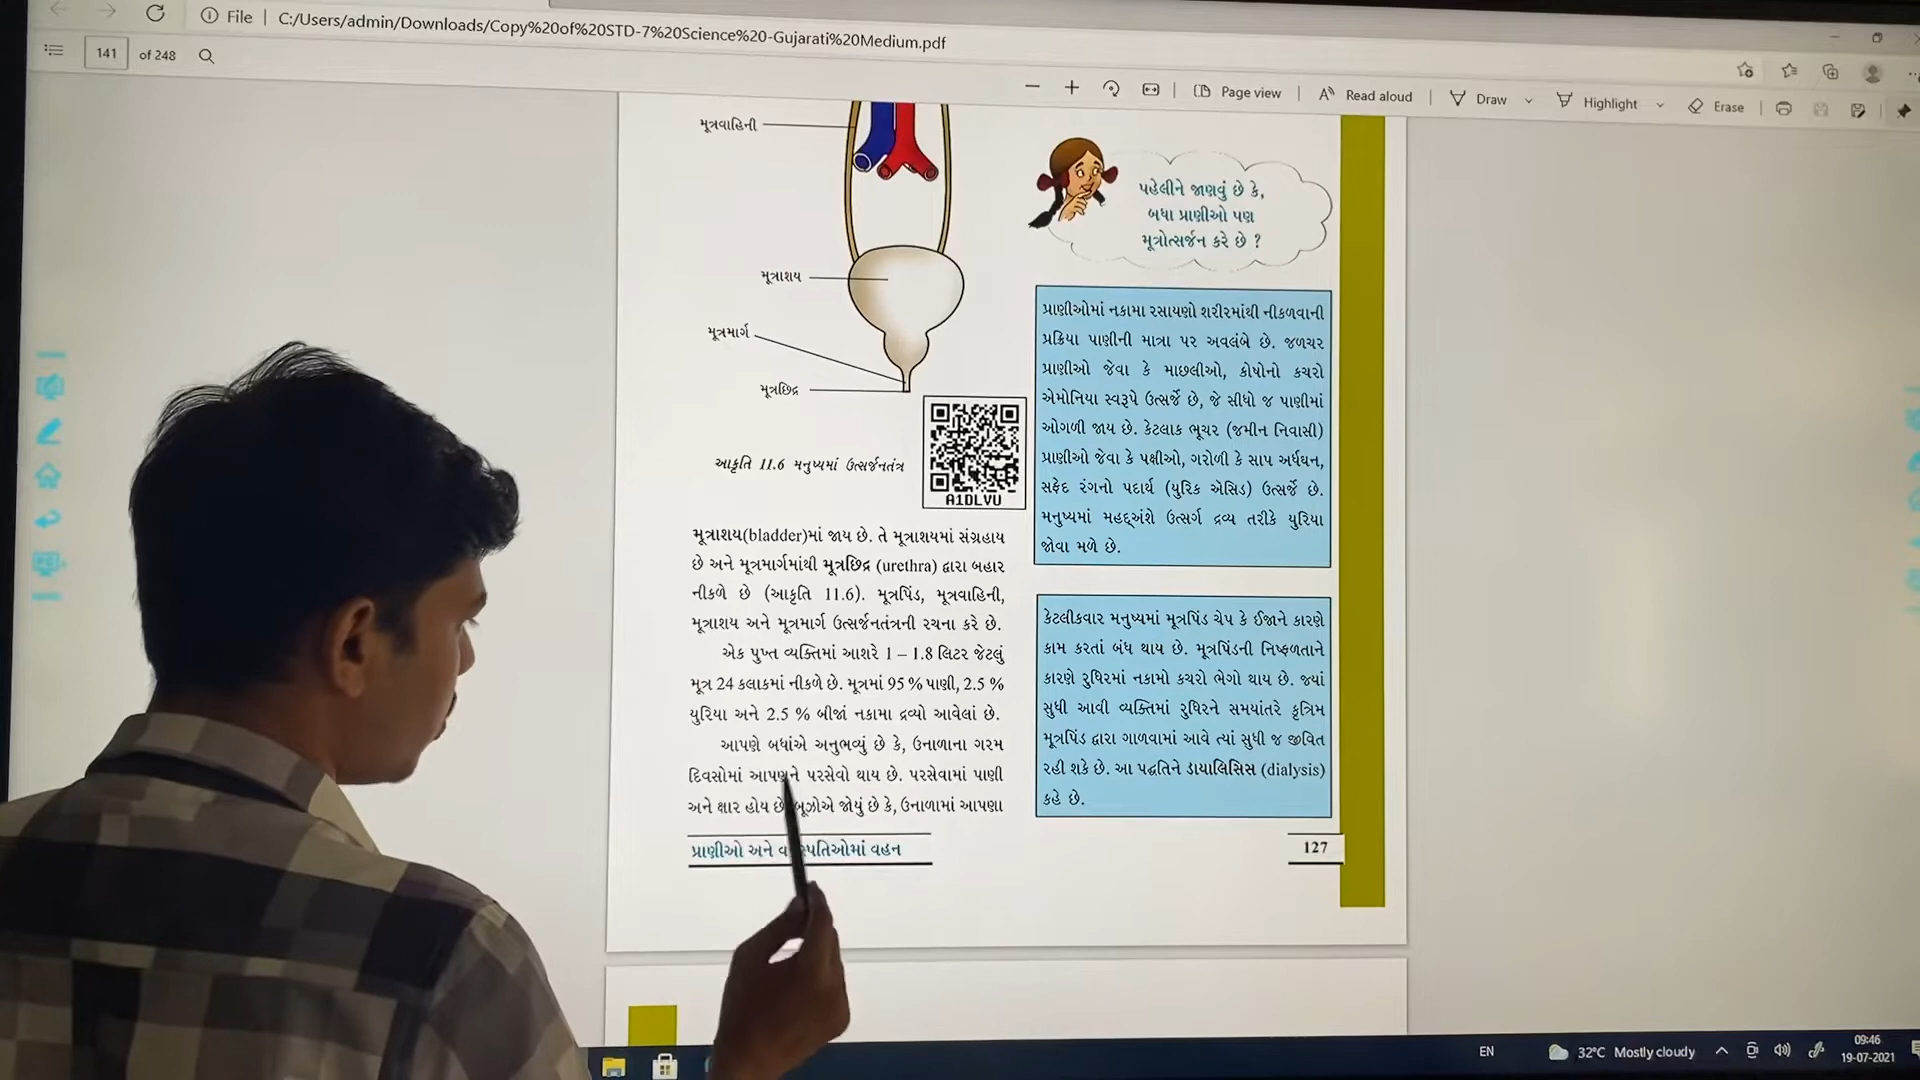 File
C:/Users/admin/Downloads/Copy%20of%20STD-7%20Science%20-Gujarati%20Medium.pdf
141 of 248
Page view
Read aloud
Draw
Highlight
Erase
મૂત્રવાહિની
મૂત્રાશય
મૂત્રમાર્ગ
મૂત્રછિદ્ર
A1DLVU
આકૃતિ 11.6 મનુષ્યમાં ઉત્સર્જનતંત્ર
મૂત્રાશય(bladder)માં જાય છે. તે મૂત્રાશયમાં સંગ્રહાય
છે અને મૂત્રમાર્ગમાંથી મૂત્રછિદ્ર (urethra) દ્વારા બહાર
નીકળે છે (આકૃતિ 11.6). મૂત્રપિંડ, મૂત્રવાહિની,
મૂત્રાશય અને મૂત્રમાર્ગ ઉત્સર્જનતંત્રની રચના કરે છે.
એક પુખ્ત વ્યક્તિમાં આશરે 1 – 1.8 લિટર જેટલું
મૂત્ર 24 કલાકમાં નીકળે છે. મૂત્રમાં 95 % પાણી, 2.5 %
યુરિયા અને 2.5 % બીજાં નકામા દ્રવ્યો આવેલાં છે.
આપણે બધાંએ અનુભવ્યું છે કે, ઉનાળાના ગરમ
દિવસોમાં આપણને પરસેવો થાય છે. પરસેવામાં પાણી
અને ક્ષાર હોય છે. બૂઝોએ જોયું છે કે, ઉનાળામાં આપણા
પ્રાણીઓ અને વનસ્પતિઓમાં વહન
પહેલીને જાણવું છે કે,
બધા પ્રાણીઓ પણ
મૂત્રોત્સર્જન કરે છે ?
પ્રાણીઓમાં નકામા રસાયણો શરીરમાંથી નીકળવાની
પ્રક્રિયા પાણીની માત્રા પર અવલંબે છે. જળચર
પ્રાણીઓ જેવા કે માછલીઓ, કોષોનો કચરો
એમોનિયા સ્વરૂપે ઉત્સર્જે છે, જે સીધો જ પાણીમાં
ઓગળી જાય છે. કેટલાક ભૂચર (જમીન નિવાસી)
પ્રાણીઓ જેવા કે પક્ષીઓ, ગરોળી કે સાપ અર્ધઘન,
સફેદ રંગનો પદાર્થ (યુરિક ઍસિડ) ઉત્સર્જે છે.
મનુષ્યમાં મહદ્અંશે ઉત્સર્ગ દ્રવ્ય તરીકે યુરિયા
જોવા મળે છે.
કેટલીકવાર મનુષ્યમાં મૂત્રપિંડ ચેપ કે ઈજાને કારણે
કામ કરતાં બંધ થાય છે. મૂત્રપિંડની નિષ્ફળતાને
કારણે રુધિરમાં નકામો કચરો ભેગો થાય છે. જ્યાં
સુધી આવી વ્યક્તિમાં રુધિરને સમયાંતરે કૃત્રિમ
મૂત્રપિંડ દ્વારા ગાળવામાં આવે ત્યાં સુધી જ જીવિત
રહી શકે છે. આ પદ્ધતિને ડાયાલિસિસ (dialysis)
કહે છે.
127
EN
32°C Mostly cloudy
09:46
19-07-2021